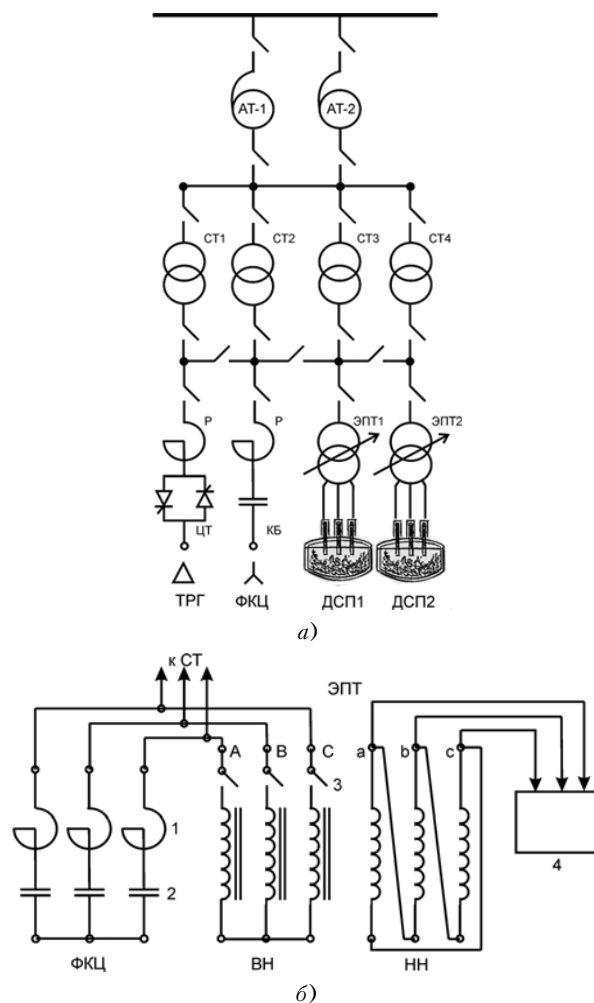 АТ-1 АТ-2
СТ1 СТ2 СТ3 СТ4
Р Р ЭПТ1 ЭПТ2
ЦТ КБ
ТРГ ФКЦ ДСП1 ДСП2
а)
к СТ ЭПТ
А В С a b c
3
1
2
4
ФКЦ ВН НН
б)